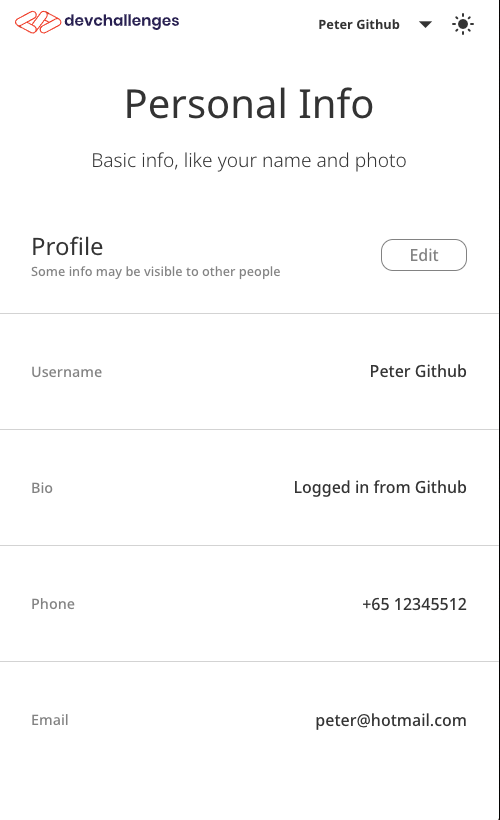 devchallenges
Peter Github
Personal Info
Basic info, like your name and photo
Profile
Some info may be visible to other people
Edit
Username
Peter Github
Bio
Logged in from Github
Phone
+65 12345512
Email
peter@hotmail.com